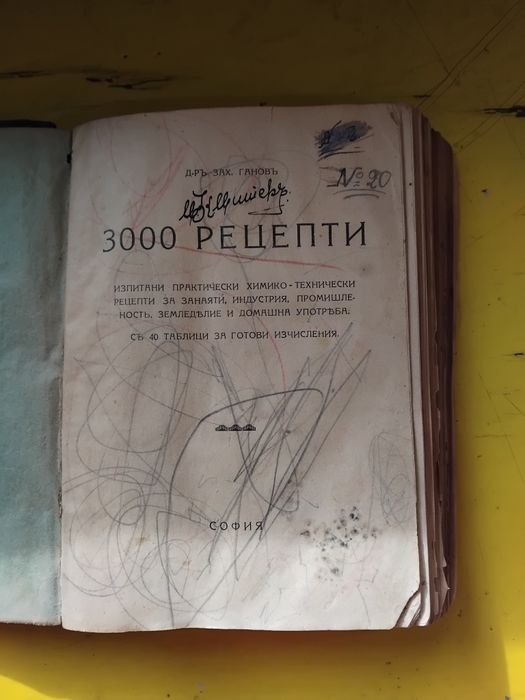 Д-РЪ ЗАХ. ГАНОВЪ
№ 20
3000 РЕЦЕПТИ
ИЗПИТАНИ ПРАКТИЧЕСКИ ХИМИКО-ТЕХНИЧЕСКИ
РЕЦЕПТИ ЗА ЗАНАЯТИ, ИНДУСТРИЯ, ПРОМИШЛЕ-
НОСТЬ, ЗЕМЛЕДѢЛИЕ И ДОМАШНА УПОТРѢБА.
СЪ 40 ТАБЛИЦИ ЗА ГОТОВИ ИЗЧИСЛЕНИЯ.
СОФИЯ